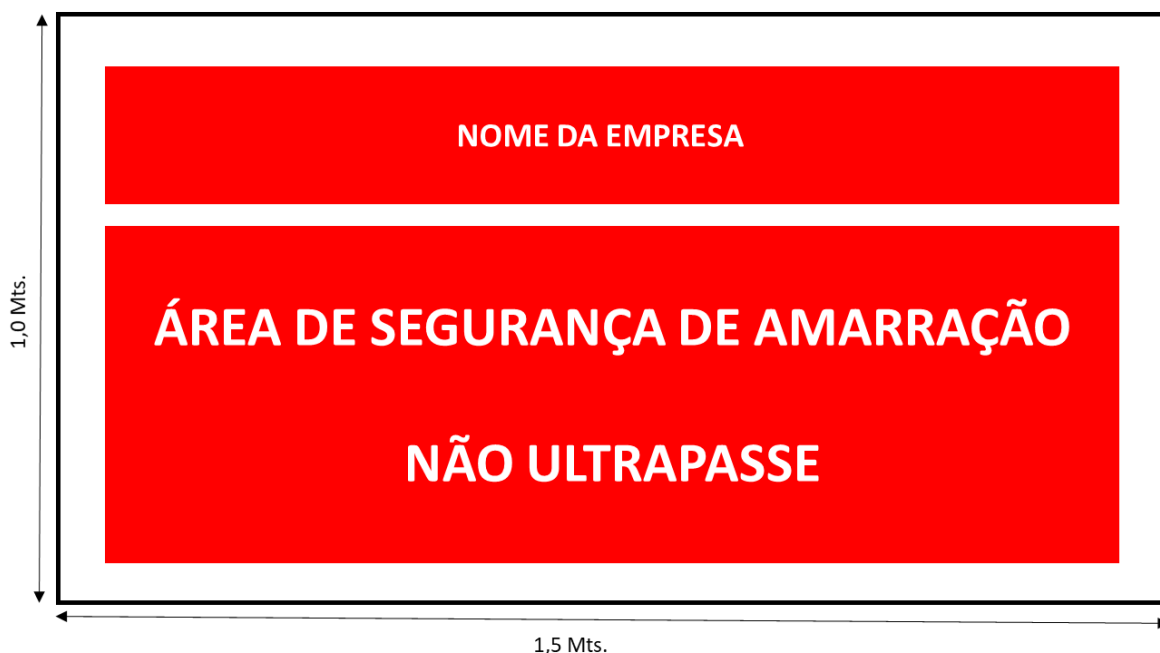 NOME DA EMPRESA
1,0 Mts.
ÁREA DE SEGURANÇA DE AMARRAÇÃO
NÃO ULTRAPASSE
1,5 Mts.